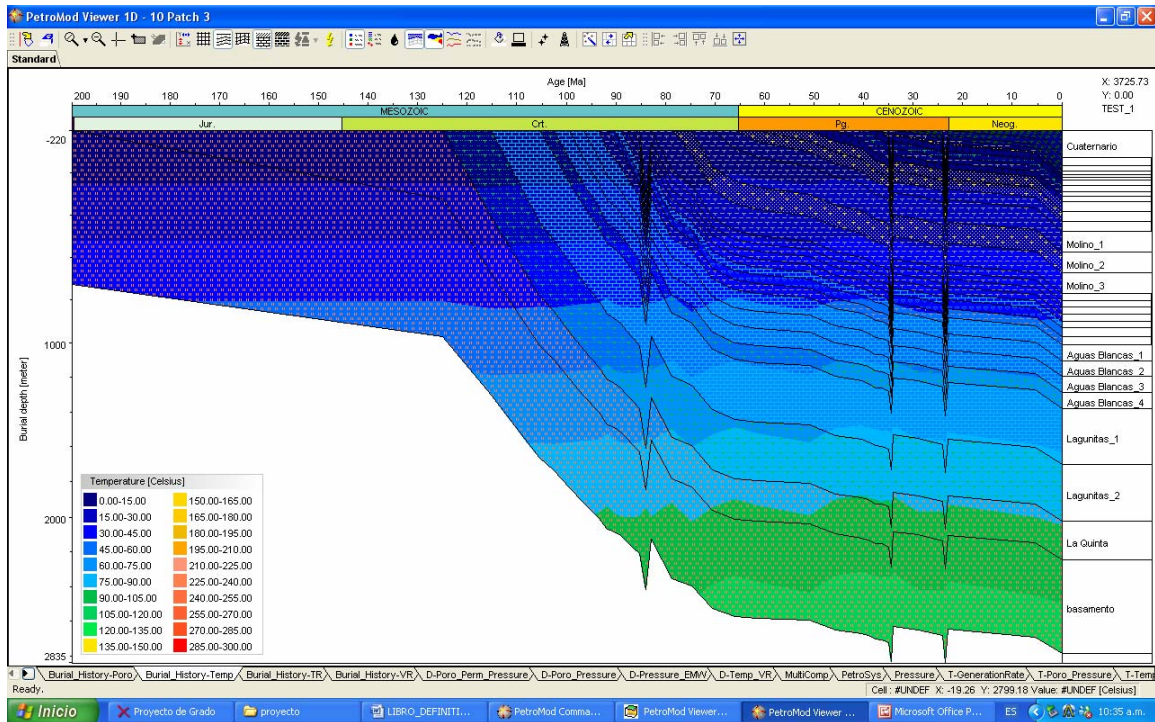 PetroMod Viewer 1D - 10 Patch 3
Standard
Age [Ma]
200 190 180 170 160 150 140 130 120 110 100 90 80 70 60 50 40 30 20 10 0
MESOZOIC CENOZOIC
Jur. Crt. Pg. Neog.
X: 3725.73
Y: 0.00
TEST_1
-220
1000
2000
2835
Burial depth [meter]
Cuaternario
Molino_1
Molino_2
Molino_3
Aguas Blancas_1
Aguas Blancas_2
Aguas Blancas_3
Aguas Blancas_4
Lagunitas_1
Lagunitas_2
La Quinta
basamento
Temperature [Celsius]
0.00-15.00 150.00-165.00
15.00-30.00 165.00-180.00
30.00-45.00 180.00-195.00
45.00-60.00 195.00-210.00
60.00-75.00 210.00-225.00
75.00-90.00 225.00-240.00
90.00-105.00 240.00-255.00
105.00-120.00 255.00-270.00
120.00-135.00 270.00-285.00
135.00-150.00 285.00-300.00
Burial_History-Poro Burial_History-Temp Burial_History-TR Burial_History-VR D-Poro_Perm_Pressure D-Poro_Pressure D-Pressure_EMW D-Temp_VR MultiComp PetroSys Pressure T-GenerationRate T-Poro_Pressure T-Temp
Ready. Cell : #UNDEF X: -19.26 Y: 2799.18 Value: #UNDEF [Celsius]
Inicio Proyecto de Grado proyecto LIBRO_DEFINITI... PetroMod Comma... PetroMod Viewer... PetroMod Viewer ... Microsoft Office P... ES 10:35 a.m.